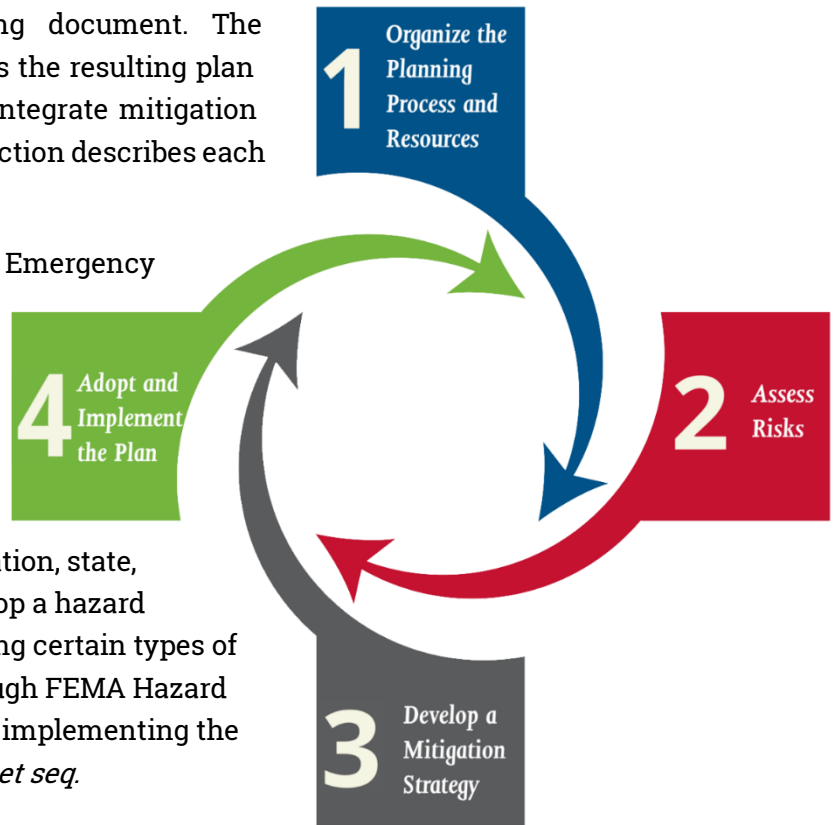 ng document. The
s the resulting plan
ntegrate mitigation
ction describes each
Emergency
ation, state,
op a hazard
ng certain types of
ugh FEMA Hazard
implementing the
et seq.
1
Organize the
Planning
Process and
Resources
2
Assess
Risks
3
Develop a
Mitigation
Strategy
4
Adopt and
Implement
the Plan